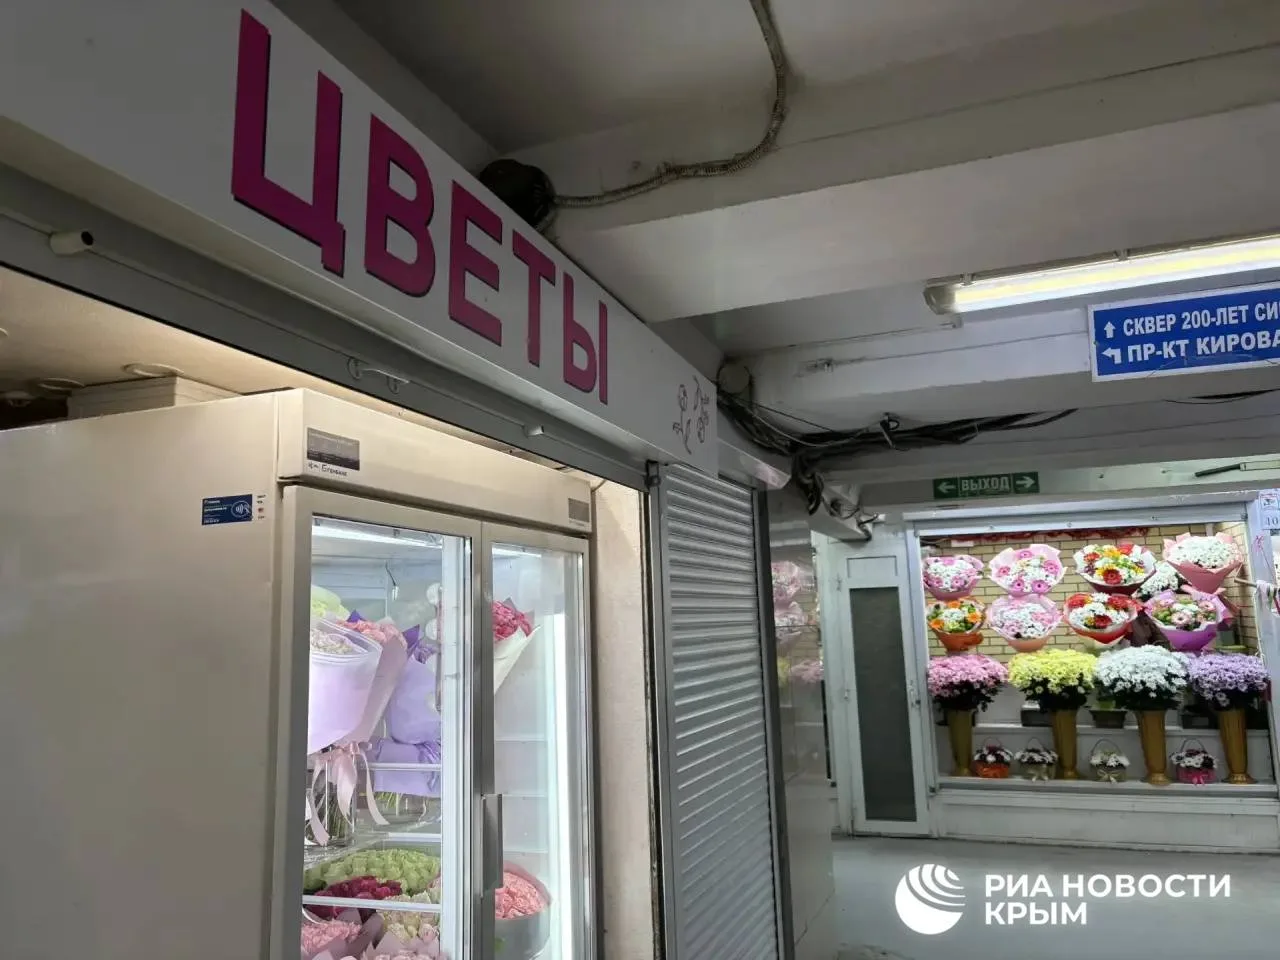 ЦВЕТЫ
СКВЕР 200-ЛЕТ СИ
ПР-КТ КИРОВА
ВЫХОД
РИА НОВОСТИ
КРЫМ